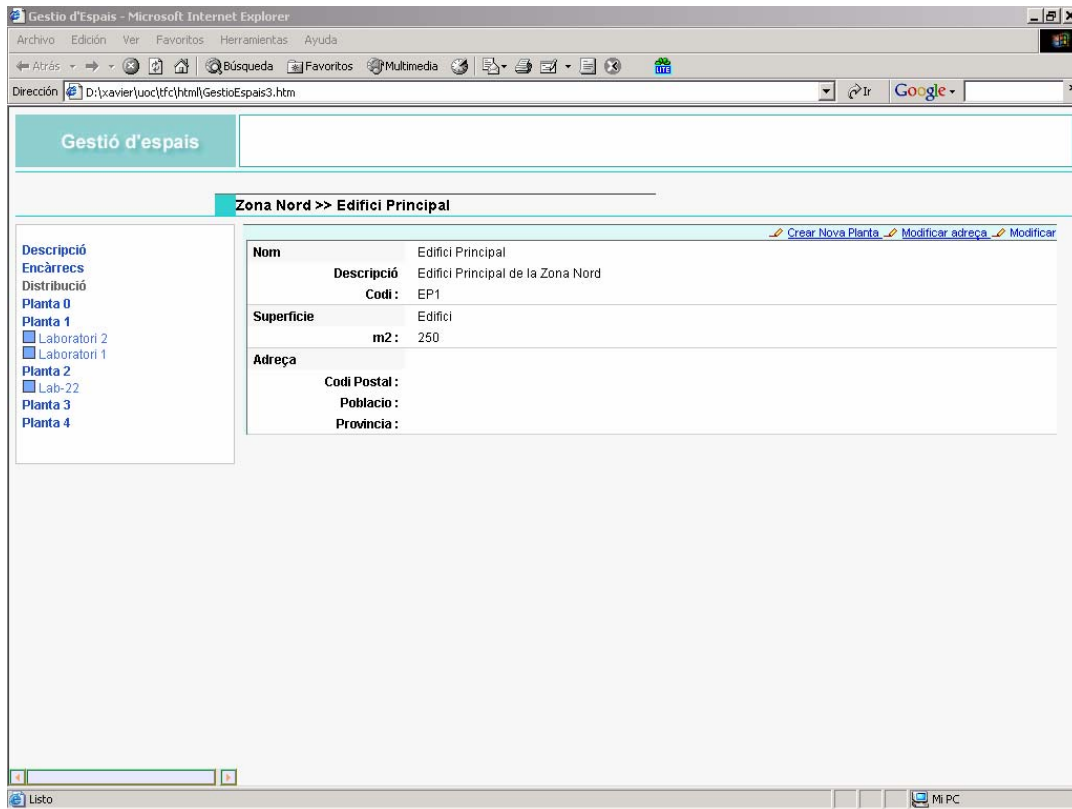 Gestio d'Espais - Microsoft Internet Explorer
Archivo Edición Ver Favoritos Herramientas Ayuda
Atrás Búsqueda Favoritos Multimedia
Dirección D:\xavier\uoc\tfc\html\GestioEspais3.htm Ir Google
Gestió d'espais
Zona Nord >> Edifici Principal
Crear Nova Planta Modificar adreça Modificar
Descripció
Encàrrecs
Distribució
Planta 0
Planta 1
Laboratori 2
Laboratori 1
Planta 2
Lab-22
Planta 3
Planta 4
Nom Edifici Principal
Descripció Edifici Principal de la Zona Nord
Codi : EP1
Superficie Edifici
m2 : 250
Adreça
Codi Postal :
Poblacio :
Provincia :
Listo Mi PC